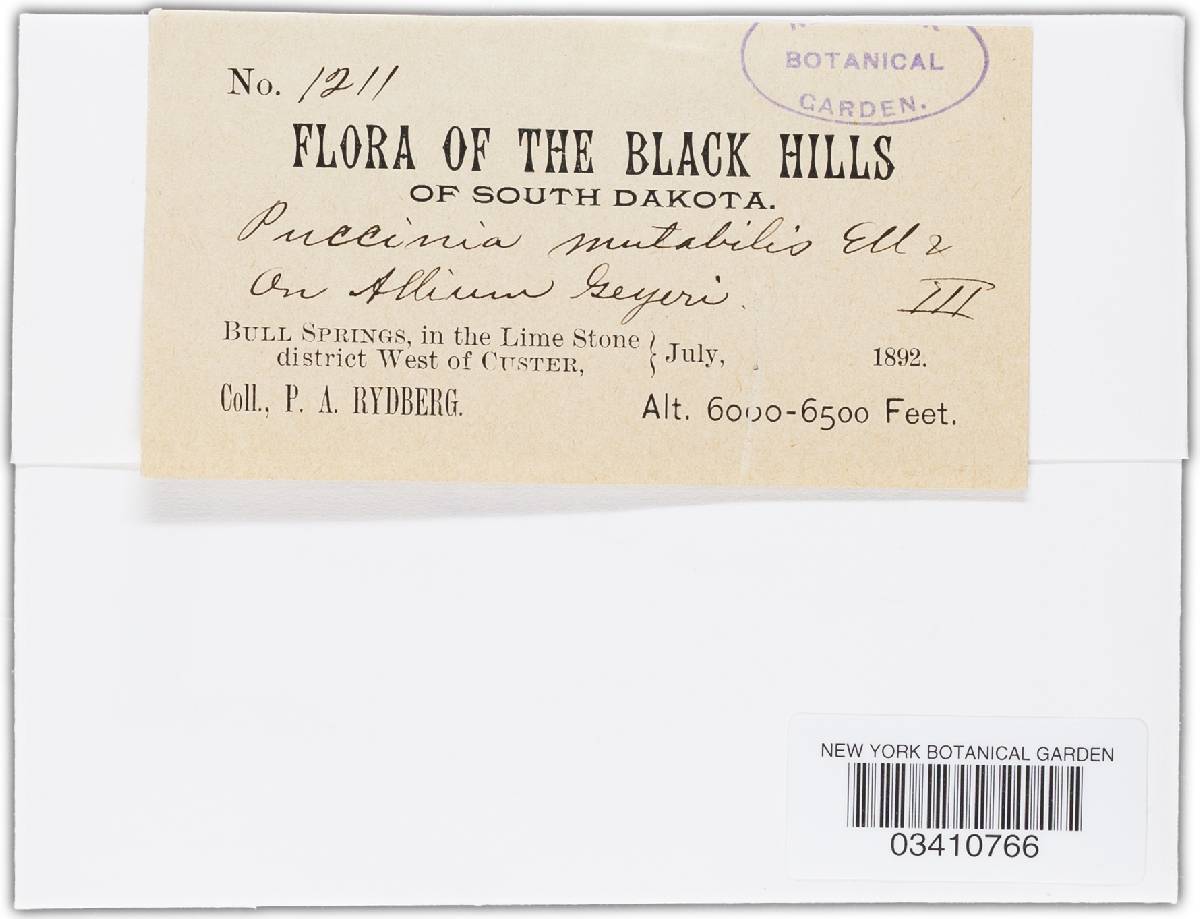 No. 1211
BOTANICAL
GARDEN.
FLORA OF THE BLACK HILLS
OF SOUTH DAKOTA.
Puccinia mutabilis Ell
On Allium Geyeri. III
BULL SPRINGS, in the Lime Stone
district West of CUSTER, } July, 1892.
Coll., P. A. RYDBERG. Alt. 6000-6500 Feet.
NEW YORK BOTANICAL GARDEN
03410766